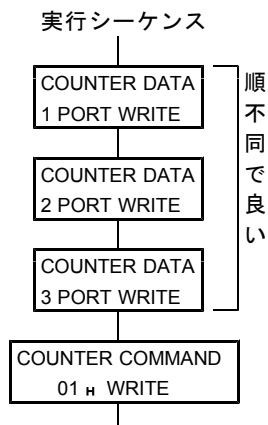 実行シーケンス
COUNTER DATA
1 PORT WRITE
COUNTER DATA
2 PORT WRITE
COUNTER DATA
3 PORT WRITE
順不同で良い
COUNTER COMMAND
01 H WRITE